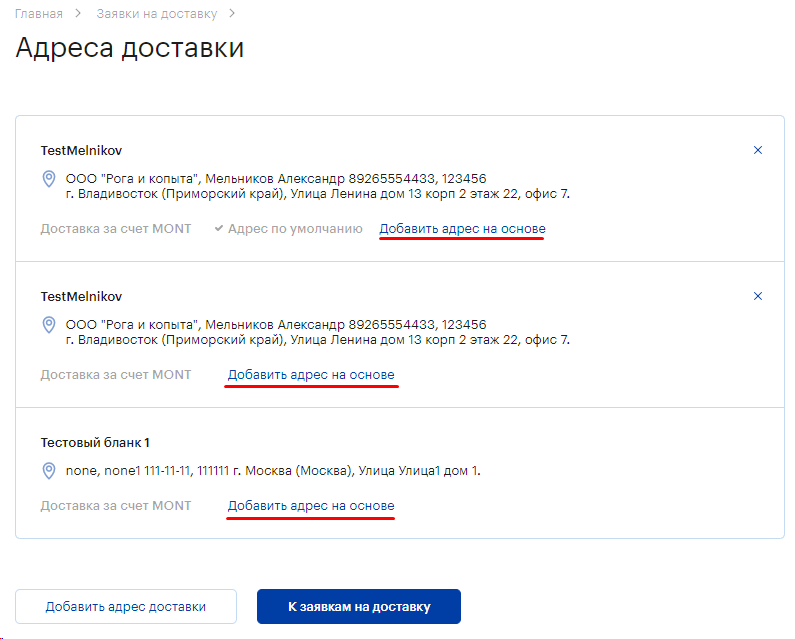 Главная > Заявки на доставку >
Адреса доставки
TestMelnikov
ООО "Рога и копыта", Мельников Александр 89265554433, 123456
г. Владивосток (Приморский край), Улица Ленина дом 13 корп 2 этаж 22, офис 7.
Доставка за счет MONT Адрес по умолчанию Добавить адрес на основе
TestMelnikov
ООО "Рога и копыта", Мельников Александр 89265554433, 123456
г. Владивосток (Приморский край), Улица Ленина дом 13 корп 2 этаж 22, офис 7.
Доставка за счет MONT Добавить адрес на основе
Тестовый бланк 1
none, none1 111-11-11, 111111 г. Москва (Москва), Улица Улица1 дом 1.
Доставка за счет MONT Добавить адрес на основе
Добавить адрес доставки К заявкам на доставку